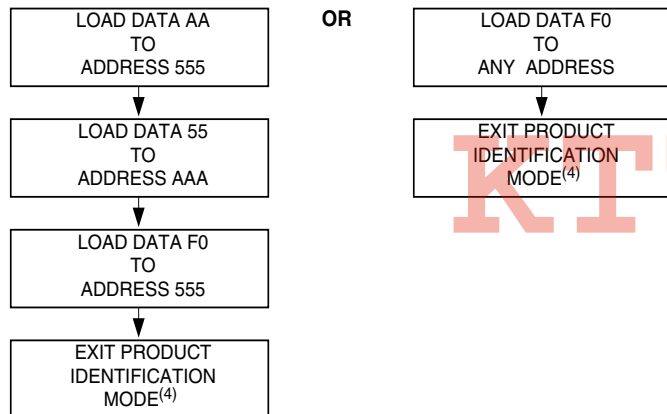 LOAD DATA AA
TO
ADDRESS 555
LOAD DATA 55
TO
ADDRESS AAA
LOAD DATA F0
TO
ADDRESS 555
EXIT PRODUCT
IDENTIFICATION
MODE(4)
OR
LOAD DATA F0
TO
ANY ADDRESS
EXIT PRODUCT
IDENTIFICATION
MODE(4)